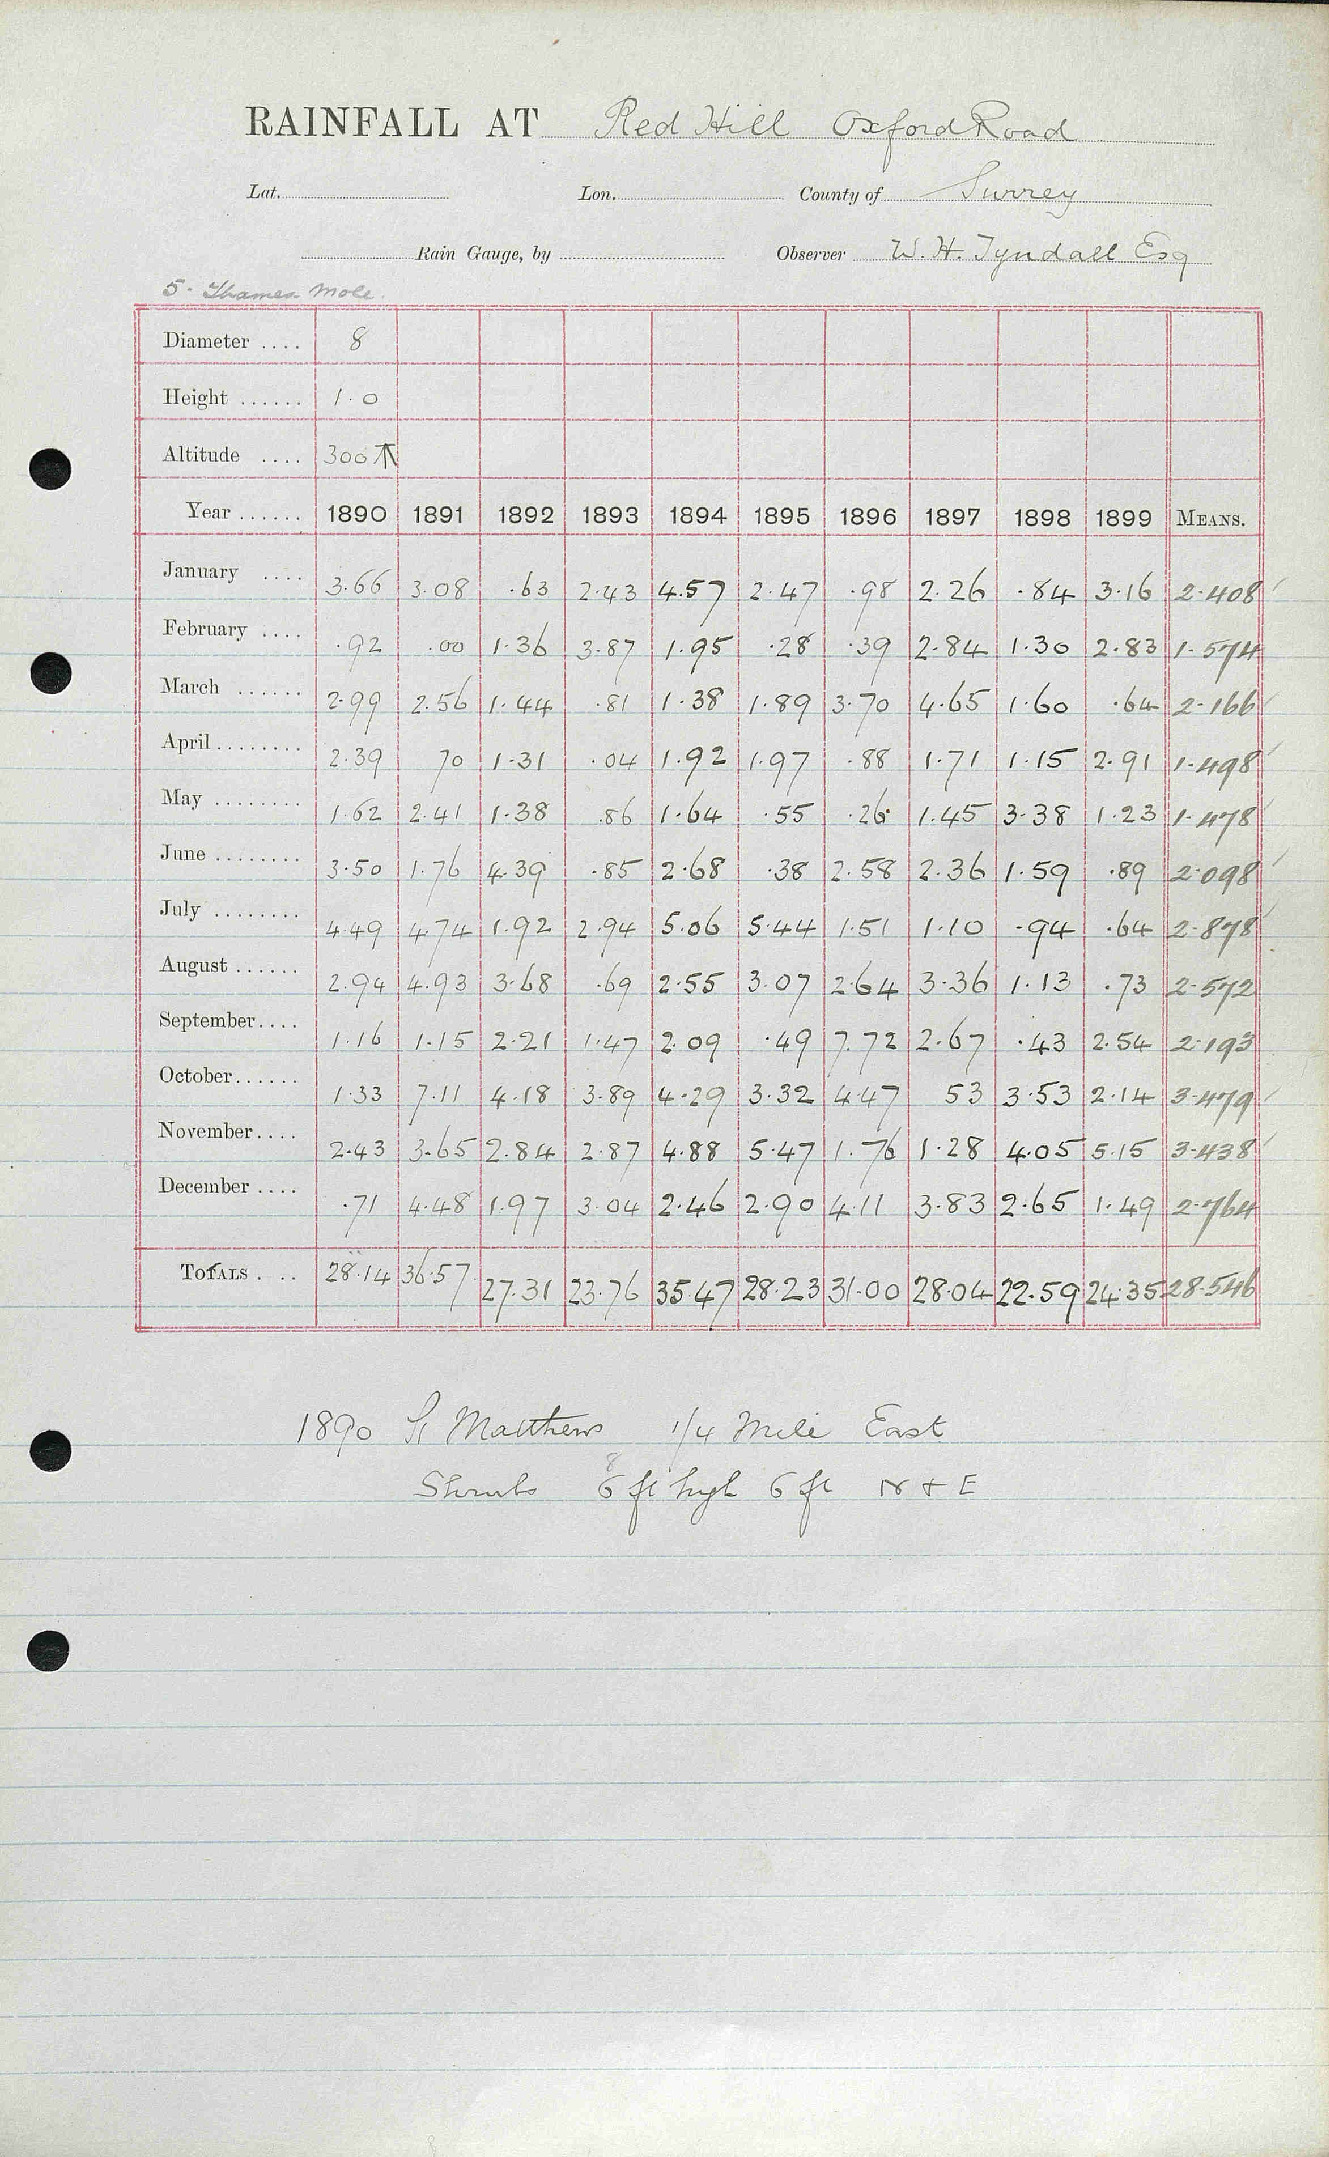 RAINFALL AT Red Hill Oxford Road
Lat. Lon. County of Surrey
Rain Gauge, by Observer W. H. Tyndall Esq
5. Thames Mole.
Diameter .... 8
Height ...... 1.0
Altitude .... 300 ↑
Year ...... 1890 1891 1892 1893 1894 1895 1896 1897 1898 1899 MEANS.
January .... 3.66 3.08 .63 2.43 4.57 2.47 .98 2.26 .84 3.16 2.408
February .... .92 .00 1.36 3.87 1.95 .28 .39 2.84 1.30 2.83 1.574
March ...... 2.99 2.56 1.44 .81 1.38 1.89 3.70 4.65 1.60 .64 2.166
April ........ 2.39 70 1.31 .04 1.92 1.97 .88 1.71 1.15 2.91 1.498
May ........ 1.62 2.41 1.38 .86 1.64 .55 .26 1.45 3.38 1.23 1.478
June ........ 3.50 1.76 4.39 .85 2.68 .38 2.58 2.36 1.59 .89 2.098
July ........ 4.49 4.74 1.92 2.94 5.06 5.44 1.51 1.10 .94 .64 2.878
August ...... 2.94 4.93 3.68 .69 2.55 3.07 2.64 3.36 1.13 .73 2.572
September .... 1.16 1.15 2.21 1.47 2.09 .49 7.72 2.67 .43 2.54 2.193
October ...... 1.33 7.11 4.18 3.89 4.29 3.32 4.47 53 3.53 2.14 3.479
November .... 2.43 3.65 2.84 2.87 4.88 5.47 1.76 1.28 4.05 5.15 3.438
December .... .71 4.48 1.97 3.04 2.46 2.90 4.11 3.83 2.65 1.49 2.764
TOTALS .... 28.14 36.57 27.31 23.76 35.47 28.23 31.00 28.04 22.59 24.35 28.546
1890 St Matthews 1/4 Mile East
8
Shrubs 6 ft high 6 ft N + E